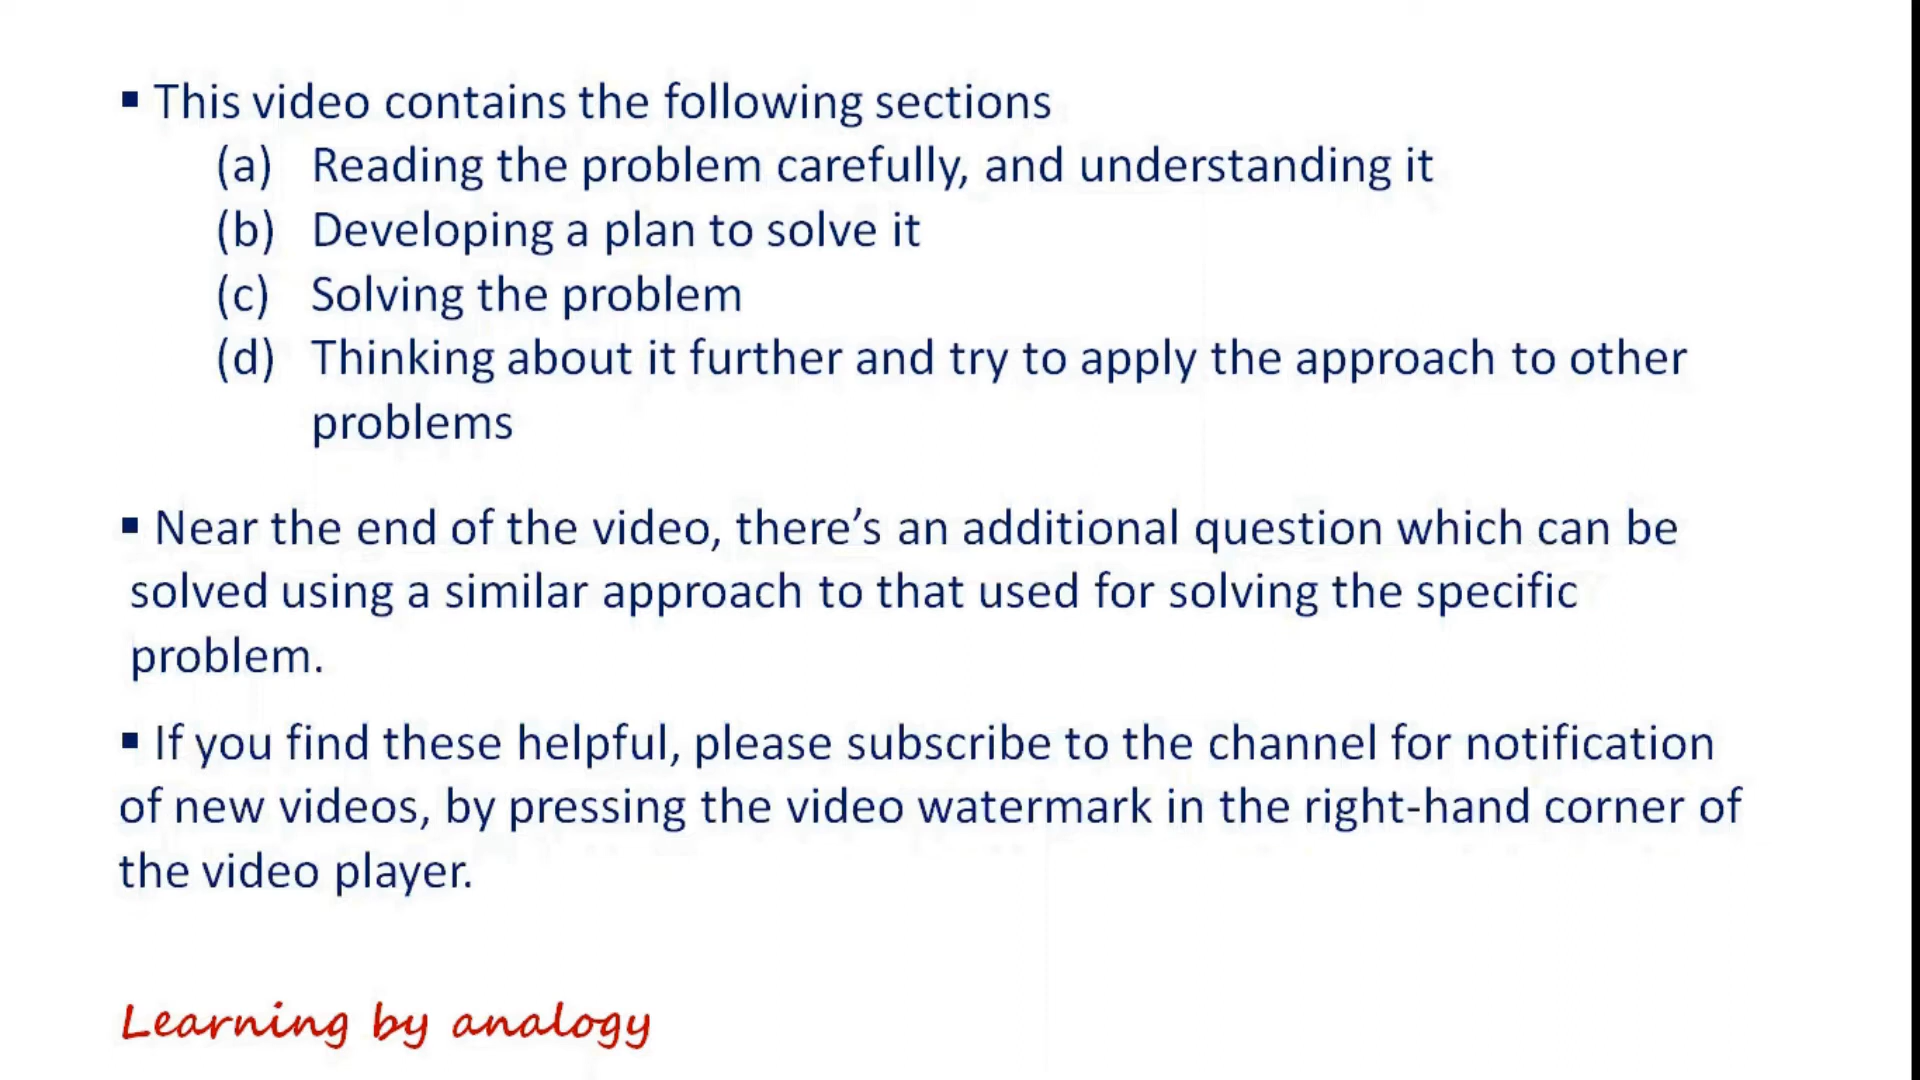 ▪ This video contains the following sections
(a) Reading the problem carefully, and understanding it
(b) Developing a plan to solve it
(c) Solving the problem
(d) Thinking about it further and try to apply the approach to other
problems
▪ Near the end of the video, there’s an additional question which can be
solved using a similar approach to that used for solving the specific
problem.
▪ If you find these helpful, please subscribe to the channel for notification
of new videos, by pressing the video watermark in the right-hand corner of
the video player.
Learning by analogy